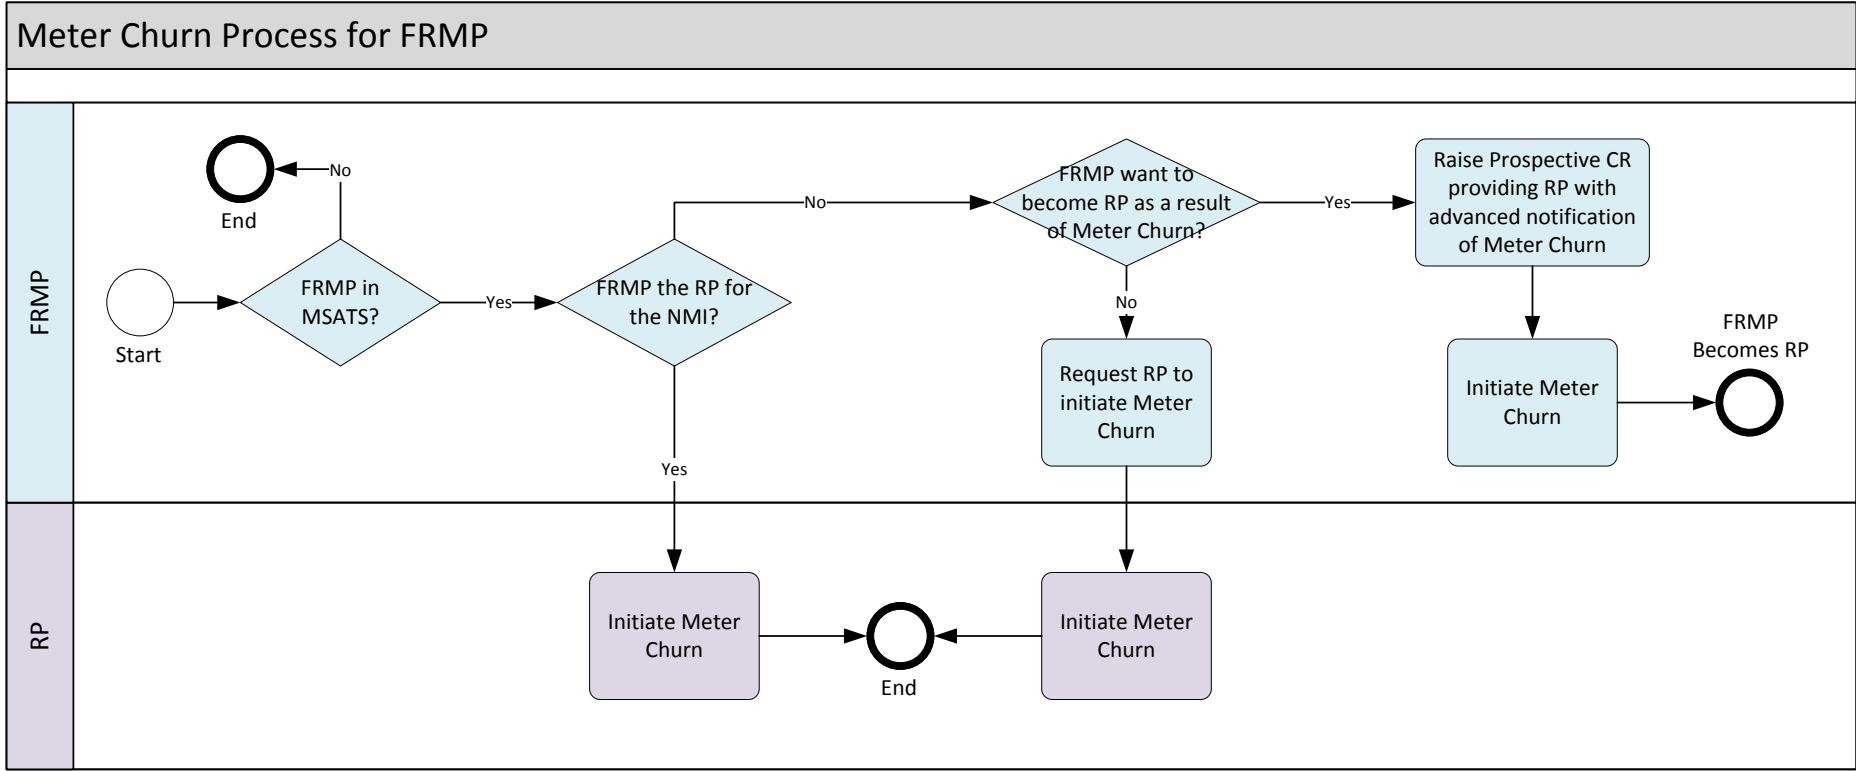 Meter Churn Process for FRMP
FRMP
No
End
Start
FRMP in
MSATS?
Yes
FRMP the RP for
the NMI?
No
FRMP want to
become RP as a result
of Meter Churn?
Yes
Raise Prospective CR
providing RP with
advanced notification
of Meter Churn
No
Request RP to
initiate Meter
Churn
Initiate Meter
Churn
FRMP
Becomes RP
Yes
RP
Initiate Meter
Churn
End
Initiate Meter
Churn